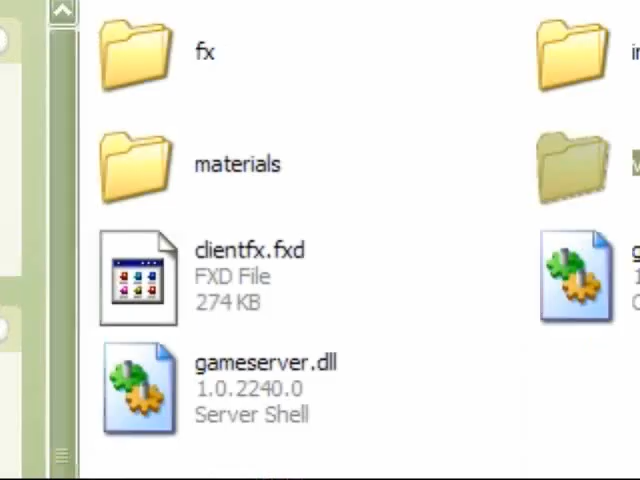 fx
materials
clientfx.fxd
FXD File
274 KB
gameserver.dll
1.0.2240.0
Server Shell